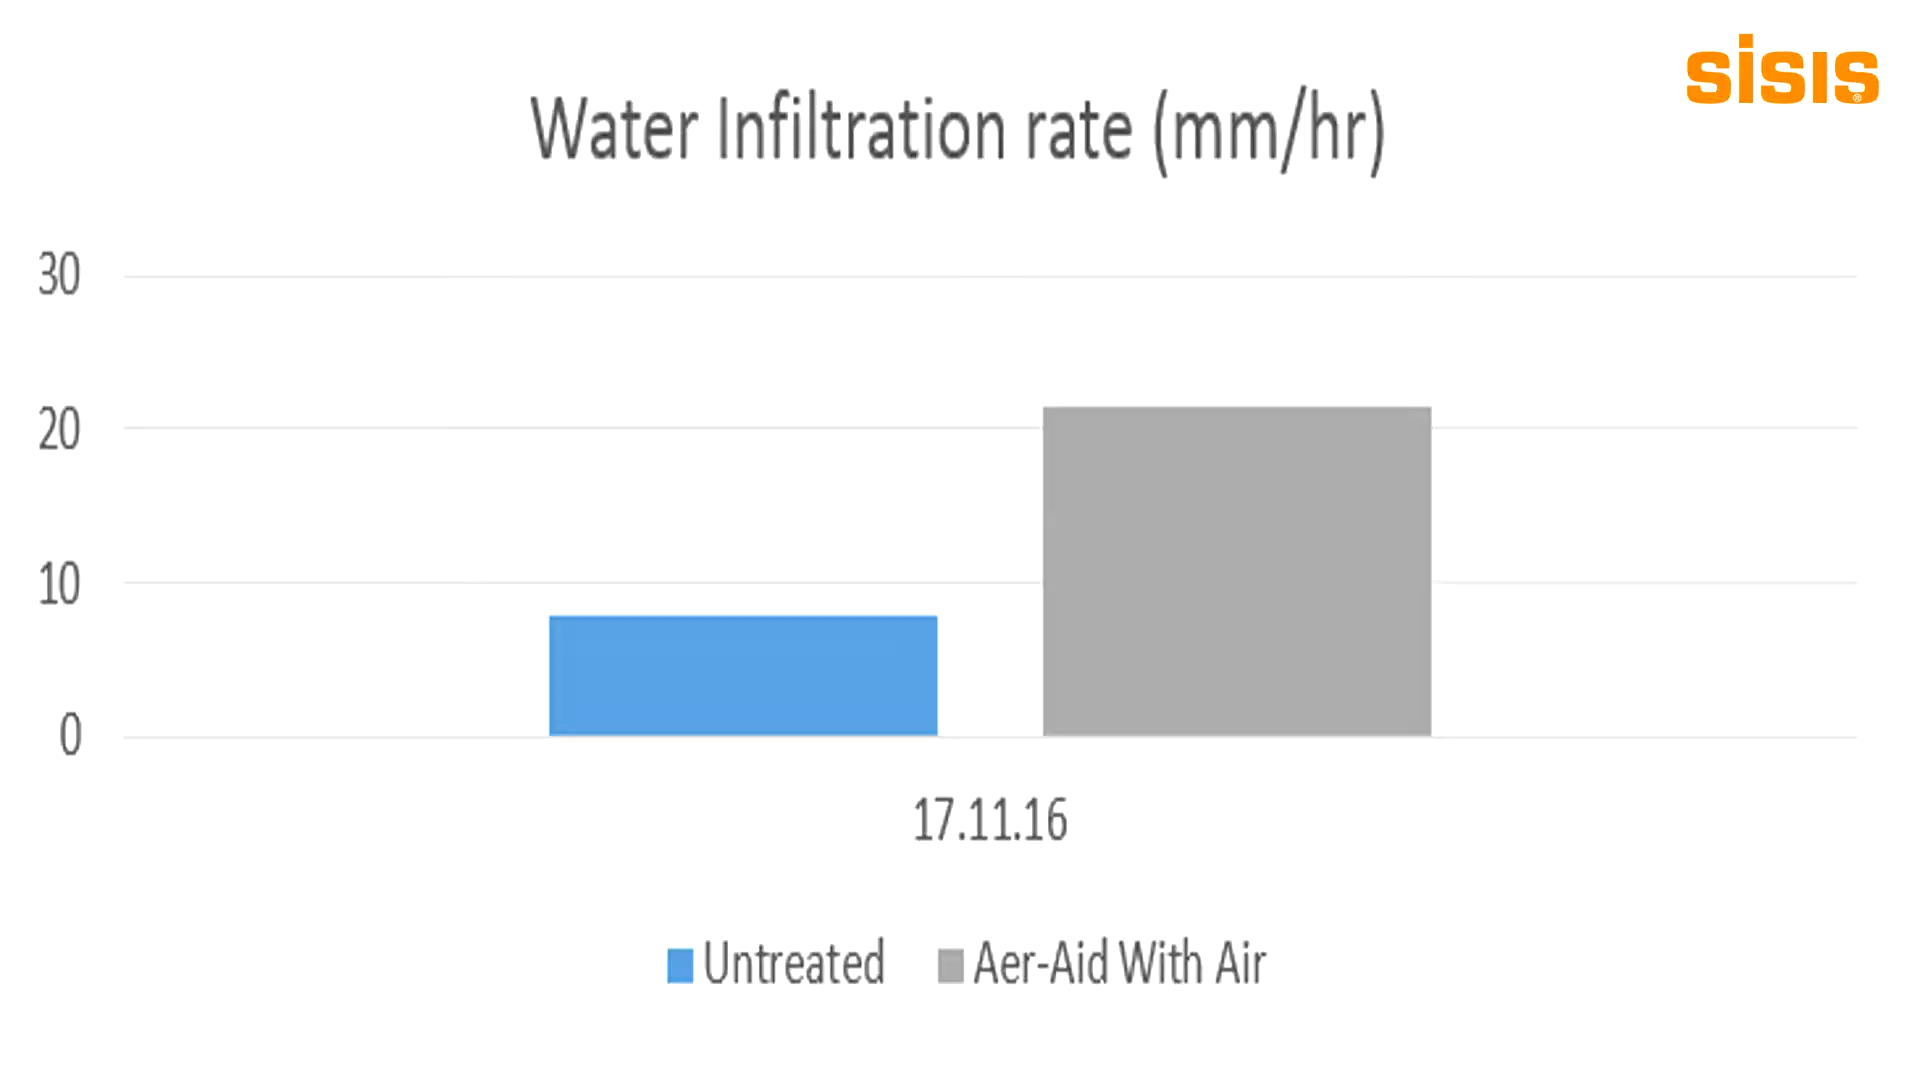 sisis®
Water Infiltration rate (mm/hr)
30
20
10
0
17.11.16
Untreated Aer-Aid With Air